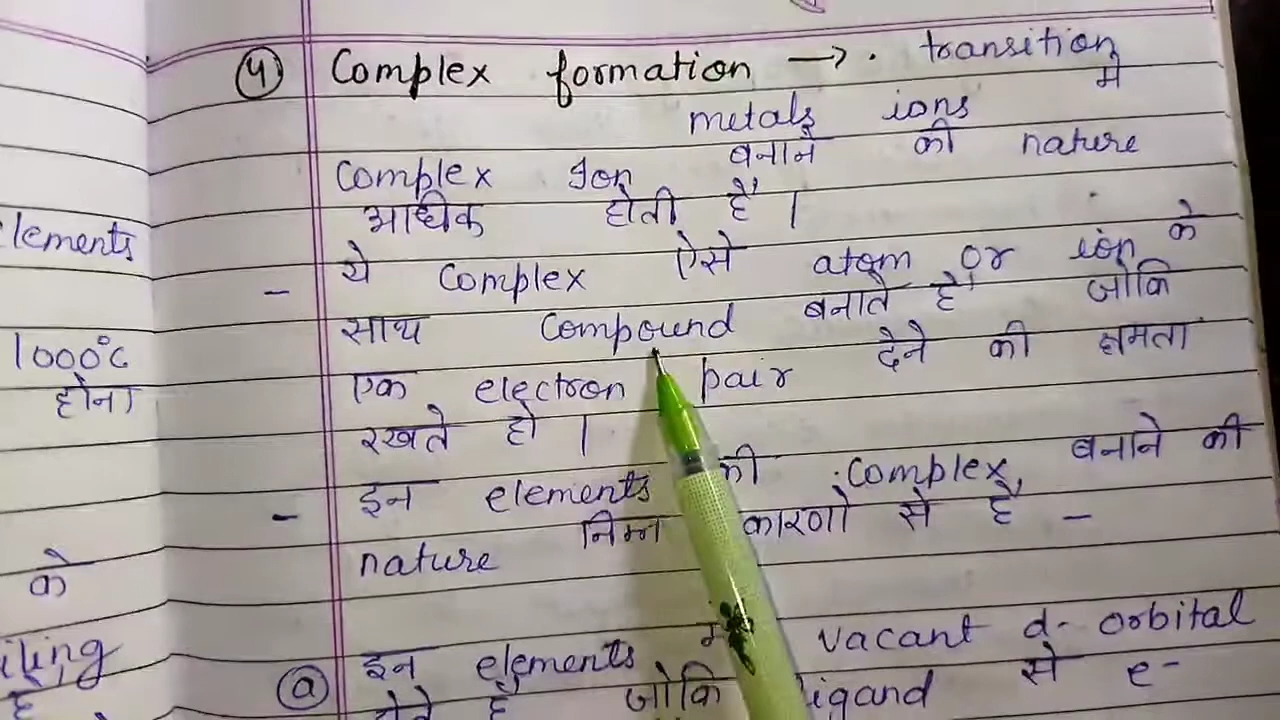 ④ Complex formation → . transition
metals ions में
Complex Ion बनाने की nature
अधिक होती है |
- ये Complex ऐसे atom or ion के
साथ Compound बनाते है जोकि
एक electron pair देने की क्षमता
रखते हो |
- इन elements की Complex बनाने की
nature निम्न कारणो से है -
ⓐ इन elements vacant d- orbital
होते है जोकि ligand से e-
lements
1000°C
होना
के
iling
है